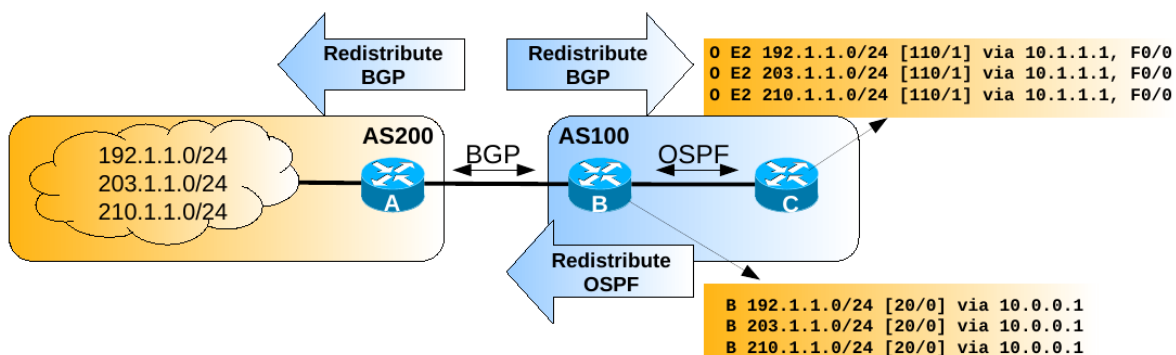 Redistribute
BGP
Redistribute
BGP
O E2 192.1.1.0/24 [110/1] via 10.1.1.1, F0/0
O E2 203.1.1.0/24 [110/1] via 10.1.1.1, F0/0
O E2 210.1.1.0/24 [110/1] via 10.1.1.1, F0/0
AS200
AS100
192.1.1.0/24
203.1.1.0/24
210.1.1.0/24
BGP
OSPF
A
B
C
Redistribute
OSPF
B 192.1.1.0/24 [20/0] via 10.0.0.1
B 203.1.1.0/24 [20/0] via 10.0.0.1
B 210.1.1.0/24 [20/0] via 10.0.0.1